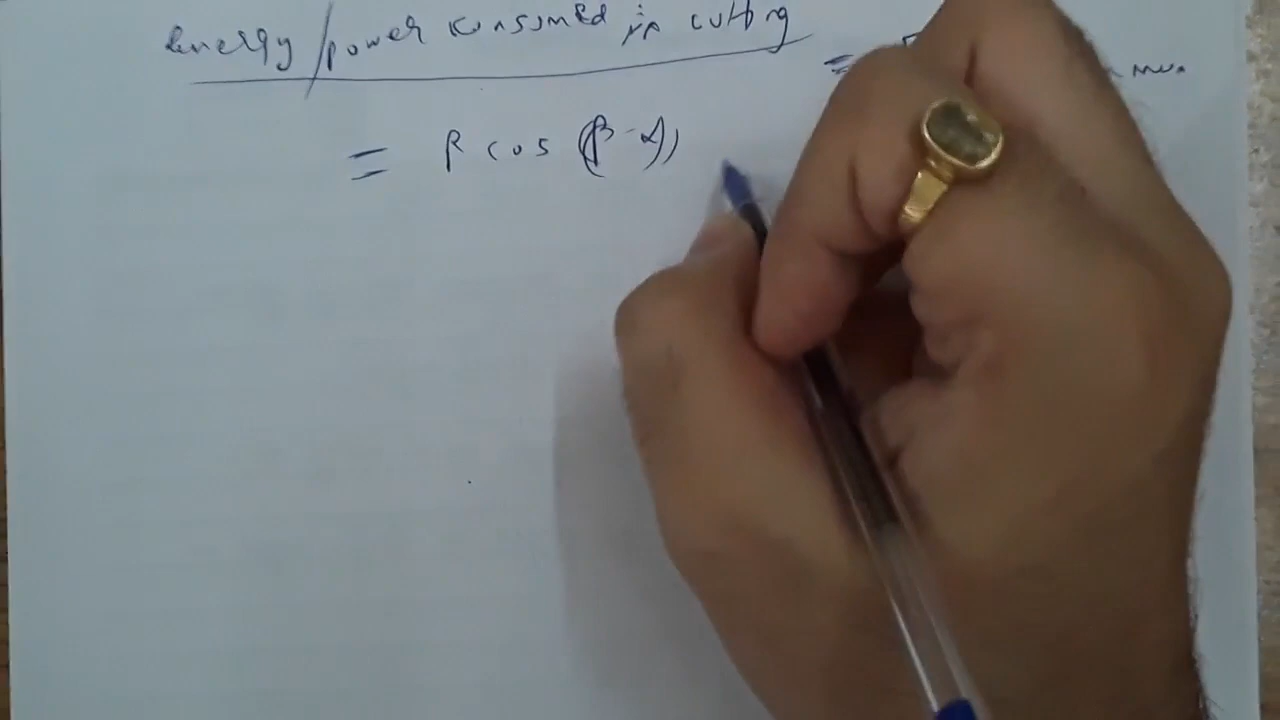 Energy/power consumed in cutting =
= R cos (β-α)